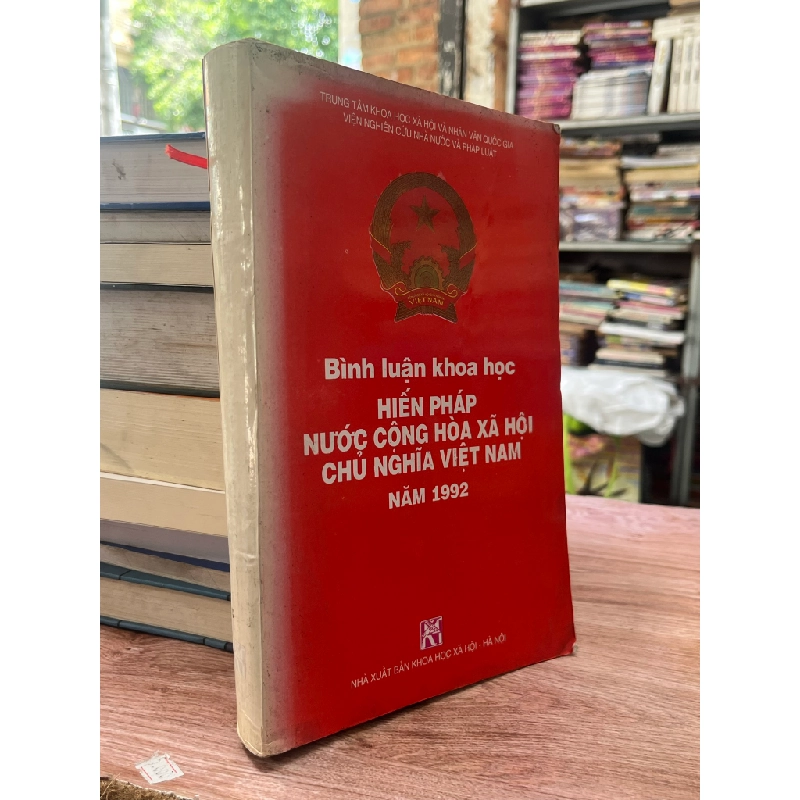 TRUNG TÂM KHOA HỌC XÃ HỘI VÀ NHÂN VĂN QUỐC GIA
VIỆN NGHIÊN CỨU NHÀ NƯỚC VÀ PHÁP LUẬT
VIỆT NAM
Bình luận khoa học
HIẾN PHÁP
NƯỚC CỘNG HÒA XÃ HỘI
CHỦ NGHĨA VIỆT NAM
NĂM 1992
NHÀ XUẤT BẢN KHOA HỌC XÃ HỘI - HÀ NỘI